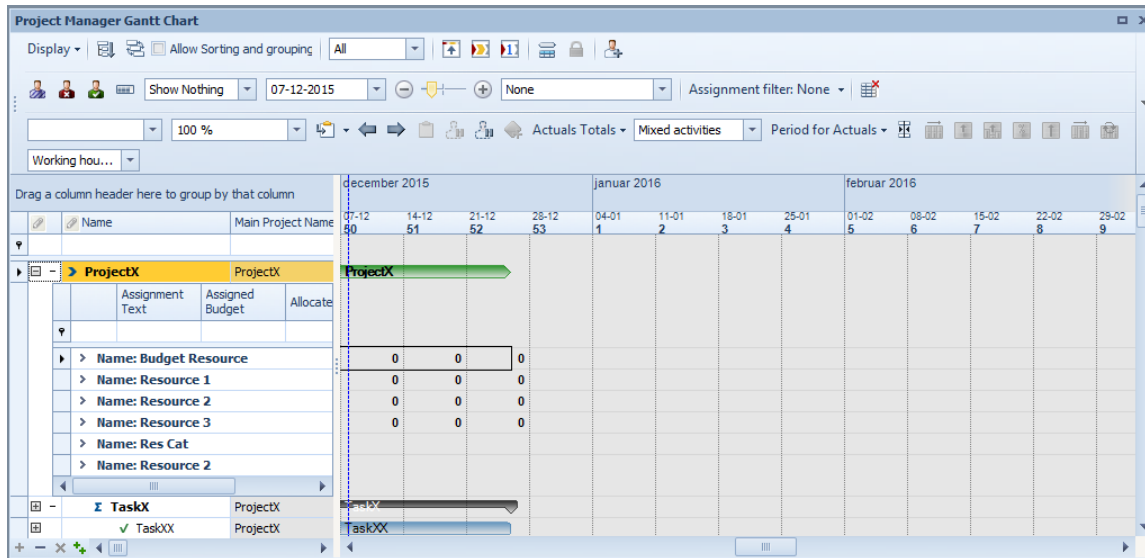 Project Manager Gantt Chart
Display Allow Sorting and grouping All
Show Nothing 07-12-2015 None Assignment filter: None
100 % Actuals Totals Mixed activities Period for Actuals
Working hou...
Drag a column header here to group by that column
december 2015 januar 2016 februar 2016
Name Main Project Name
07-12 14-12 21-12 28-12 04-01 11-01 18-01 25-01 01-02 08-02 15-02 22-02 29-02
50 51 52 53 1 2 3 4 5 6 7 8 9
ProjectX ProjectX ProjectX
Assignment Text Assigned Budget Allocate
Name: Budget Resource 0 0 0
Name: Resource 1 0 0 0
Name: Resource 2 0 0 0
Name: Resource 3 0 0 0
Name: Res Cat
Name: Resource 2
Σ TaskX ProjectX TaskX
TaskXX ProjectX TaskXX